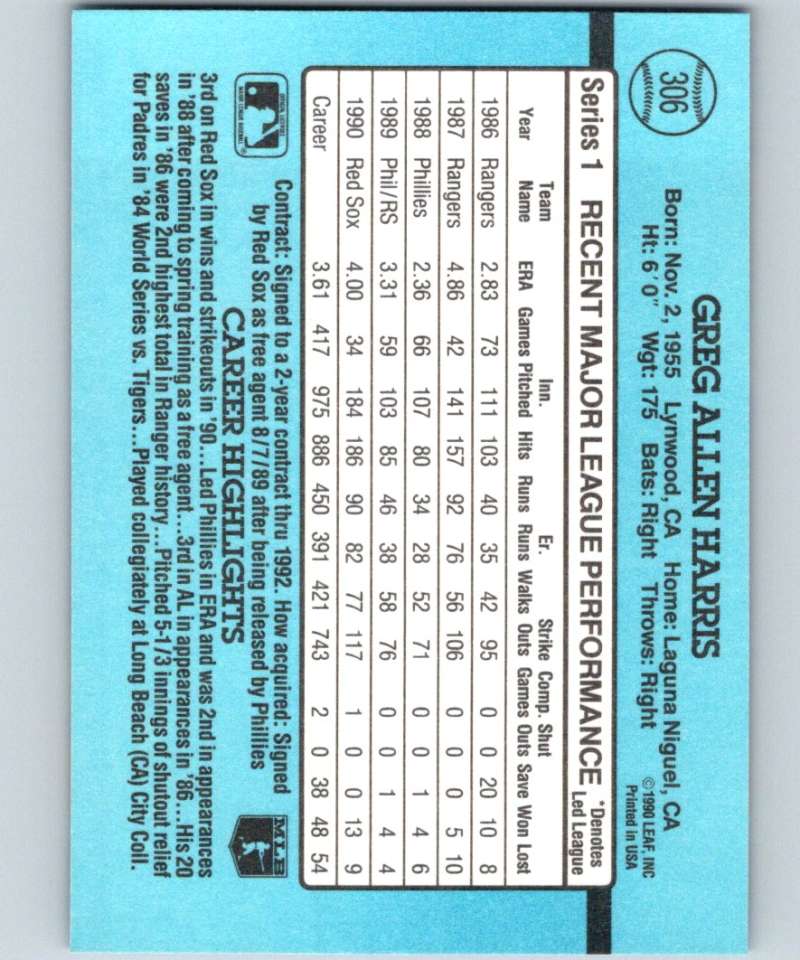 306
GREG ALLEN HARRIS
Born: Nov. 2, 1955 Lynwood, CA Home: Laguna Niguel, CA
Ht: 6'0" Wgt: 175 Bats: Right Throws: Right
©1990 LEAF, INC
Printed in USA
Series 1 RECENT MAJOR LEAGUE PERFORMANCE *Denotes Led League
Year Team Name ERA Games Inn. Pitched Hits Runs Er. Runs Walks Strike Outs Comp. Games Shut Outs Save Won Lost
1986 Rangers 2.83 73 111 103 40 35 42 95 0 0 20 10 8
1987 Rangers 4.86 42 141 157 92 76 56 106 0 0 0 5 10
1988 Phillies 2.36 66 107 80 34 28 52 71 0 0 1 4 6
1989 Phil/RS 3.31 59 103 85 46 38 58 76 0 0 1 4 4
1990 Red Sox 4.00 34 184 186 90 82 77 117 1 0 0 13 9
Career 3.61 417 975 886 450 391 421 743 2 0 38 48 54
Contract: Signed to a 2-year contract thru 1992. How acquired: Signed
by Red Sox as free agent 8/7/89 after being released by Phillies
MLB
CAREER HIGHLIGHTS
3rd on Red Sox in wins and strikeouts in '90...Led Phillies in ERA and was 2nd in appearances
in '88 after coming to spring training as a free agent...3rd in AL in appearances in '86...His 20
saves in '86 were 2nd highest total in Ranger history...Pitched 5-1/3 innings of shutout relief
for Padres in '84 World Series vs. Tigers...Played collegiately at Long Beach (CA) City Coll.